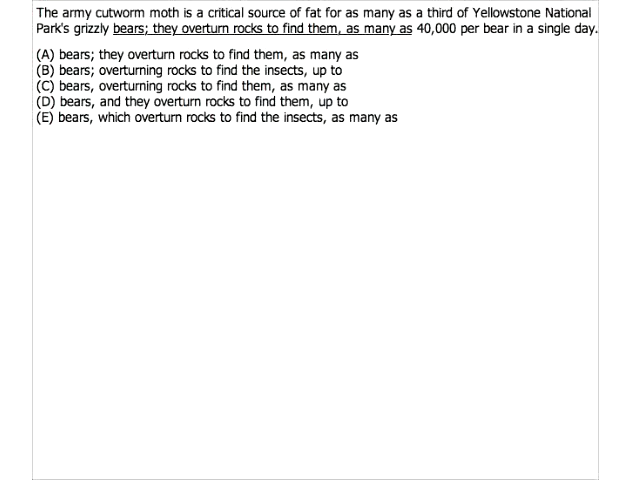 The army cutworm moth is a critical source of fat for as many as a third of Yellowstone National
Park's grizzly bears; they overturn rocks to find them, as many as 40,000 per bear in a single day.
(A) bears; they overturn rocks to find them, as many as
(B) bears; overturning rocks to find the insects, up to
(C) bears, overturning rocks to find them, as many as
(D) bears, and they overturn rocks to find them, up to
(E) bears, which overturn rocks to find the insects, as many as